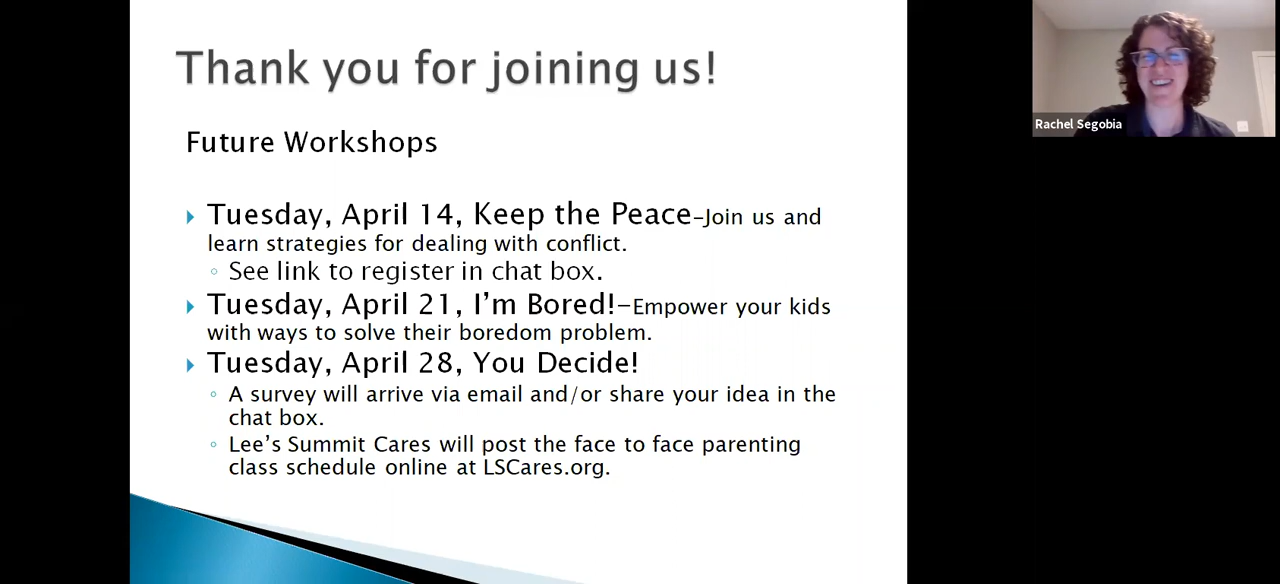 Thank you for joining us!
Future Workshops
Tuesday, April 14, Keep the Peace-Join us and
learn strategies for dealing with conflict.
See link to register in chat box.
Tuesday, April 21, I'm Bored!-Empower your kids
with ways to solve their boredom problem.
Tuesday, April 28, You Decide!
A survey will arrive via email and/or share your idea in the
chat box.
Lee's Summit Cares will post the face to face parenting
class schedule online at LSCares.org.
Rachel Segobia